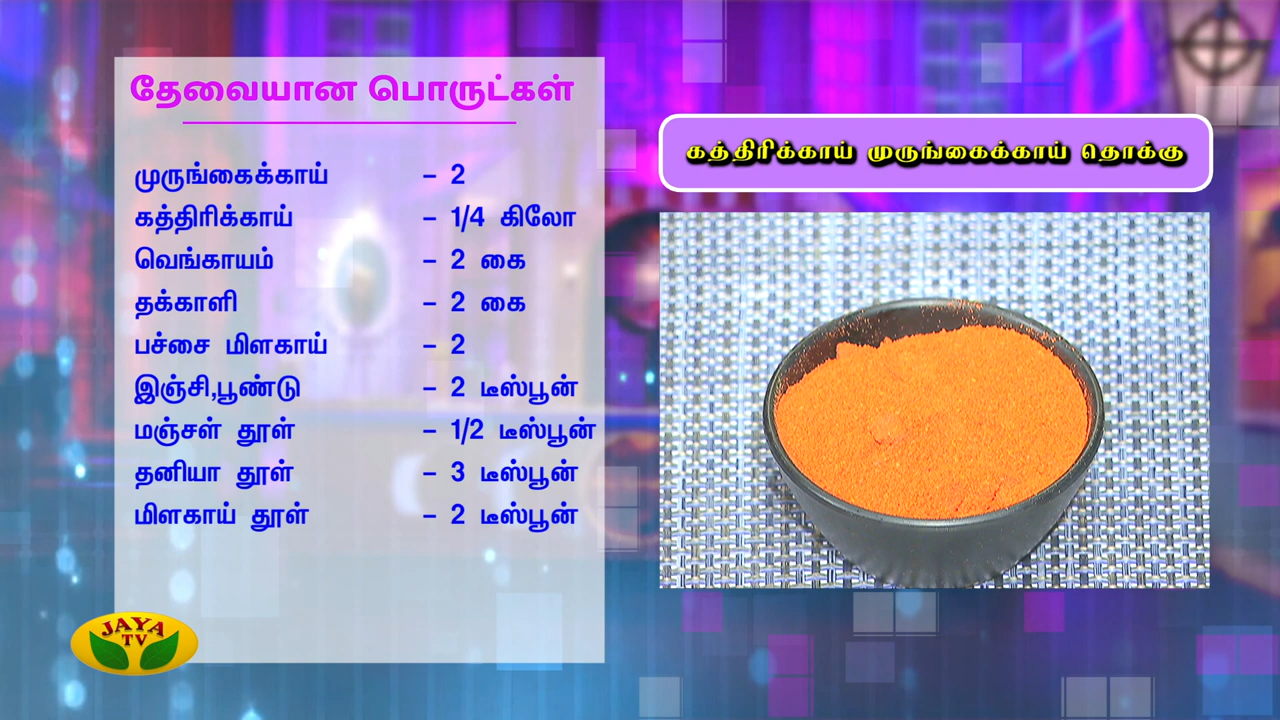 தேவையான பொருட்கள்
முருங்கைக்காய் – 2
கத்திரிக்காய் – 1/4 கிலோ
வெங்காயம் – 2 கை
தக்காளி – 2 கை
பச்சை மிளகாய் – 2
இஞ்சி,பூண்டு – 2 டீஸ்பூன்
மஞ்சள் தூள் – 1/2 டீஸ்பூன்
தனியா தூள் – 3 டீஸ்பூன்
மிளகாய் தூள் – 2 டீஸ்பூன்
கத்திரிக்காய் முருங்கைக்காய் தொக்கு
JAYA
TV